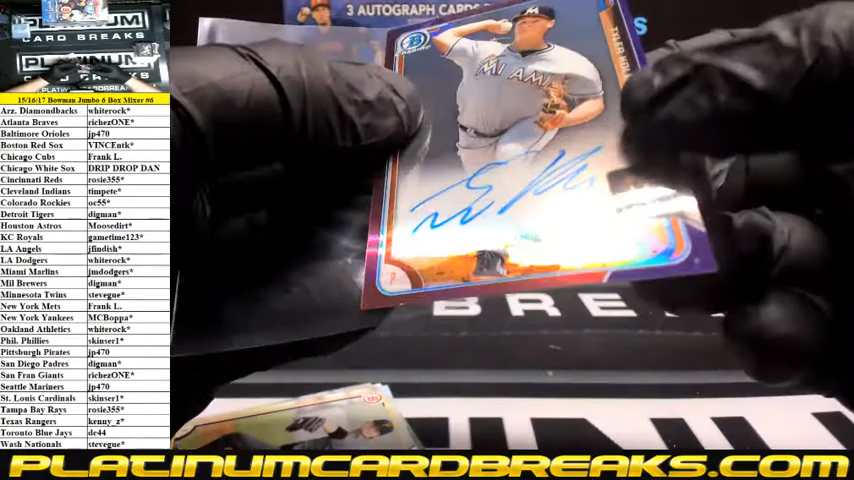 3 AUTOGRAPH CARDS
PLATINUM
CARD BREAKS
15/16/17 Bowman Jumbo 6 Box Mixer #6
Arz. Diamondbacks whiterock*
Atlanta Braves richezONE*
Baltimore Orioles jp470
Boston Red Sox VINCEntk*
Chicago Cubs Frank L.
Chicago White Sox DRIP DROP DAN
Cincinnati Reds rosie355*
Cleveland Indians timpete*
Colorado Rockies oc55*
Detroit Tigers digman*
Houston Astros Moosedirt*
KC Royals gametime123*
LA Angels jfindish*
LA Dodgers whiterock*
Miami Marlins jmdodgers*
Mil Brewers digman*
Minnesota Twins stevegue*
New York Mets Frank L.
New York Yankees MCBoppa*
Oakland Athletics whiterock*
Phil. Phillies skinser1*
Pittsburgh Pirates jp470
San Diego Padres digman*
San Fran Giants richezONE*
Seattle Mariners jp470
St. Louis Cardinals skinser1*
Tampa Bay Rays rosie355*
Texas Rangers kenny_z*
Toronto Blue Jays dc44
Wash Nationals stevegue*
Bowman
TYLER
MIAMI
BRE
PLATINUMCARDBREAKS.COM